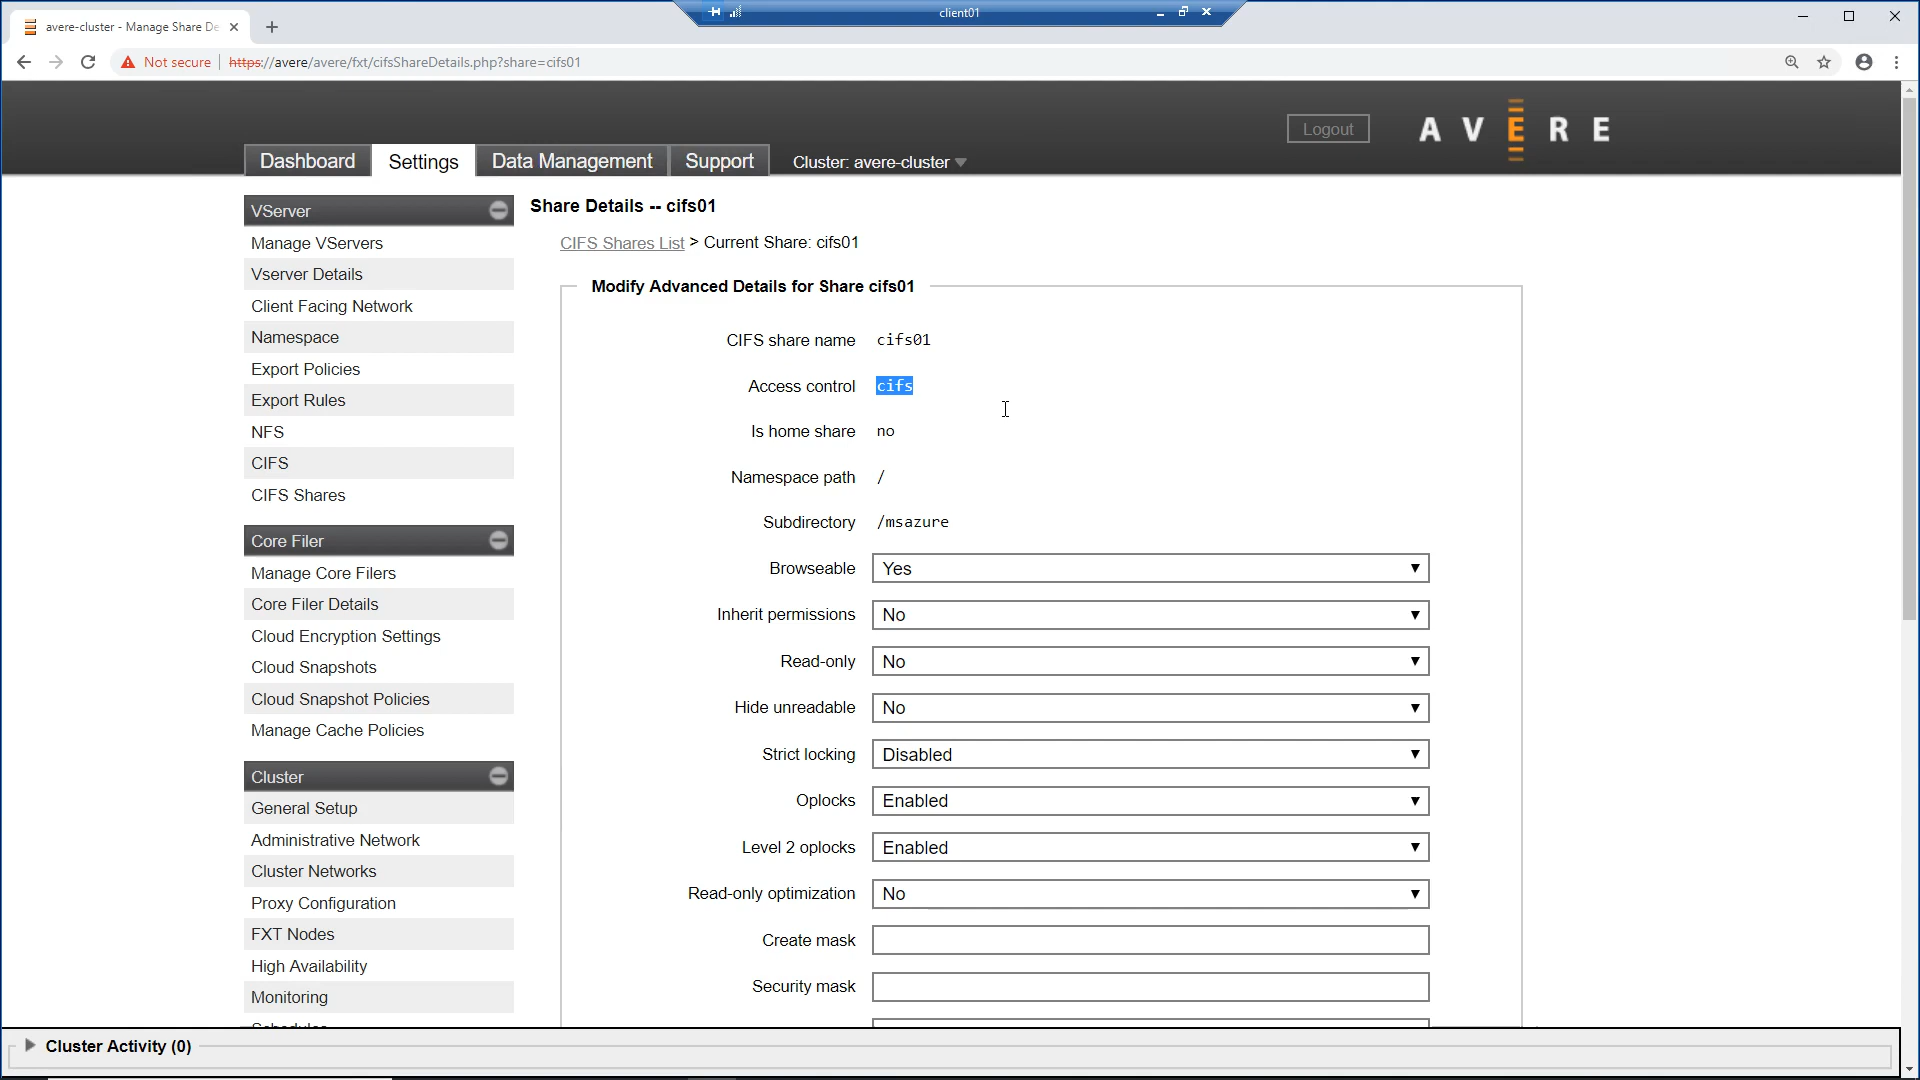 client01
avere-cluster - Manage Share De
Not secure | https://avere/avere/fxt/cifsShareDetails.php?share=cifs01
Logout
AVERE
Dashboard
Settings
Data Management
Support
Cluster: avere-cluster
VServer
Manage VServers
Vserver Details
Client Facing Network
Namespace
Export Policies
Export Rules
NFS
CIFS
CIFS Shares
Core Filer
Manage Core Filers
Core Filer Details
Cloud Encryption Settings
Cloud Snapshots
Cloud Snapshot Policies
Manage Cache Policies
Cluster
General Setup
Administrative Network
Cluster Networks
Proxy Configuration
FXT Nodes
High Availability
Monitoring
Share Details -- cifs01
CIFS Shares List > Current Share: cifs01
Modify Advanced Details for Share cifs01
CIFS share name cifs01
Access control cifs
Is home share no
Namespace path /
Subdirectory /msazure
Browseable Yes
Inherit permissions No
Read-only No
Hide unreadable No
Strict locking Disabled
Oplocks Enabled
Level 2 oplocks Enabled
Read-only optimization No
Create mask
Security mask
Cluster Activity (0)